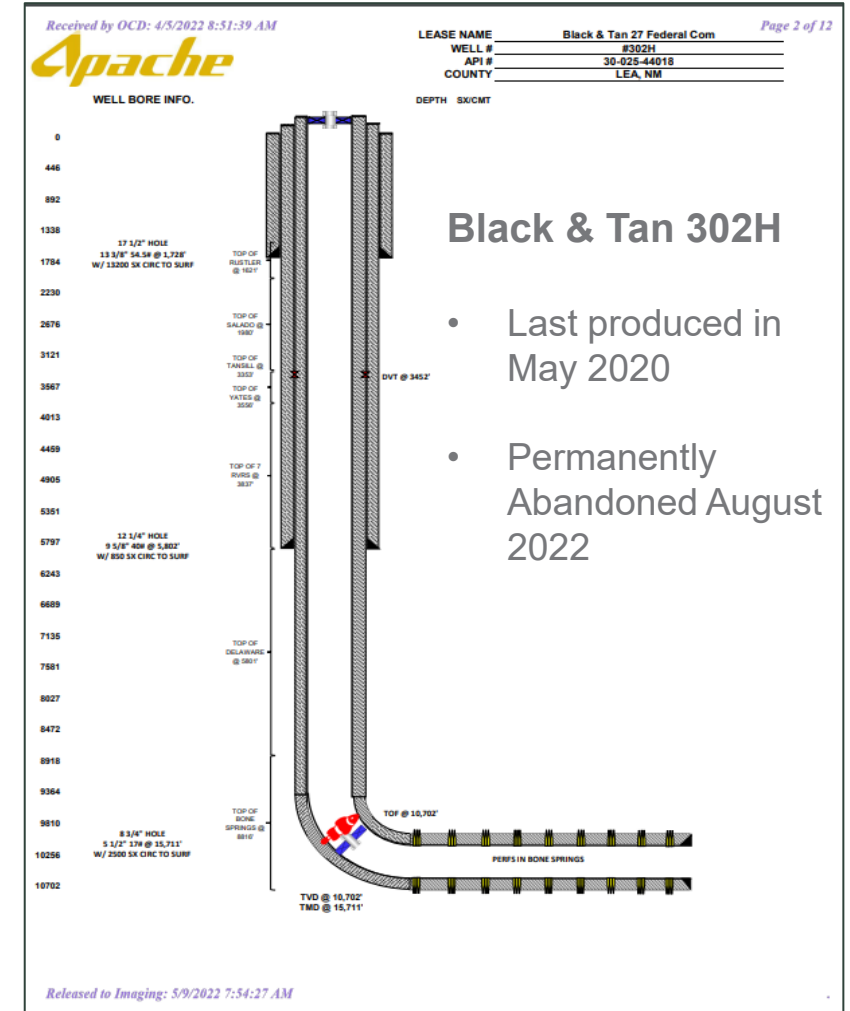 Received by OCD: 4/5/2022 8:51:39 AM
Page 2 of 12
Apache
LEASE NAME Black & Tan 27 Federal Com
WELL # #302H
API # 30-025-44018
COUNTY LEA, NM
WELL BORE INFO.
DEPTH SX/CMT
0
446
892
1338
1784
2230
2676
3121
3567
4013
4459
4905
5351
5797
6243
6689
7135
7581
8027
8472
8918
9364
9810
10256
10702
17 1/2" HOLE
13 3/8" 54.5# @ 1,728'
W/ 13200 SX CIRC TO SURF
12 1/4" HOLE
9 5/8" 40# @ 5,802'
W/ 850 SX CIRC TO SURF
8 3/4" HOLE
5 1/2" 17# @ 15,711'
W/ 2500 SX CIRC TO SURF
TOP OF
RUSTLER
@ 1621'
TOP OF
SALADO @
1980'
TOP OF
TANSILL @
3353'
TOP OF
YATES @
3550'
TOP OF 7
RVRS @
3837'
TOP OF
DELAWARE
@ 5801'
TOP OF
BONE
SPRINGS @
8816'
DVT @ 3452'
TOF @ 10,702'
PERFS IN BONE SPRINGS
TVD @ 10,702'
TMD @ 15,711'
Black & Tan 302H
• Last produced in
May 2020
• Permanently
Abandoned August
2022
Released to Imaging: 5/9/2022 7:54:27 AM